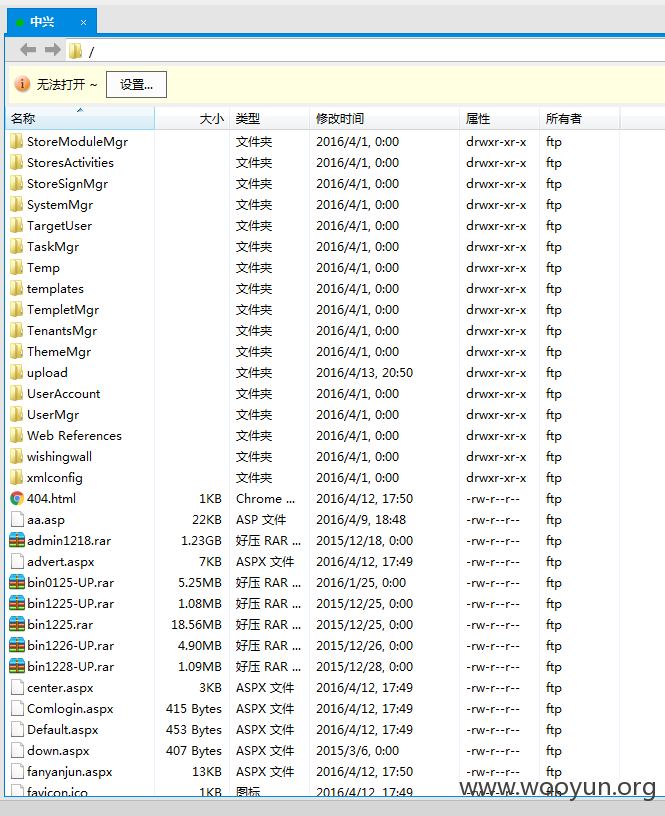 中兴 ×
/
无法打开 ~ 设置...
名称 大小 类型 修改时间 属性 所有者
StoreModuleMgr 文件夹 2016/4/1, 0:00 drwxr-xr-x ftp
StoresActivities 文件夹 2016/4/1, 0:00 drwxr-xr-x ftp
StoreSignMgr 文件夹 2016/4/1, 0:00 drwxr-xr-x ftp
SystemMgr 文件夹 2016/4/1, 0:00 drwxr-xr-x ftp
TargetUser 文件夹 2016/4/1, 0:00 drwxr-xr-x ftp
TaskMgr 文件夹 2016/4/1, 0:00 drwxr-xr-x ftp
Temp 文件夹 2016/4/1, 0:00 drwxr-xr-x ftp
templates 文件夹 2016/4/1, 0:00 drwxr-xr-x ftp
TempletMgr 文件夹 2016/4/1, 0:00 drwxr-xr-x ftp
TenantsMgr 文件夹 2016/4/1, 0:00 drwxr-xr-x ftp
ThemeMgr 文件夹 2016/4/1, 0:00 drwxr-xr-x ftp
upload 文件夹 2016/4/13, 20:50 drwxr-xr-x ftp
UserAccount 文件夹 2016/4/1, 0:00 drwxr-xr-x ftp
UserMgr 文件夹 2016/4/1, 0:00 drwxr-xr-x ftp
Web References 文件夹 2016/4/1, 0:00 drwxr-xr-x ftp
wishingwall 文件夹 2016/4/1, 0:00 drwxr-xr-x ftp
xmlconfig 文件夹 2016/4/1, 0:00 drwxr-xr-x ftp
404.html 1KB Chrome ... 2016/4/12, 17:50 -rw-r--r-- ftp
aa.asp 22KB ASP 文件 2016/4/9, 18:48 -rw-r--r-- ftp
admin1218.rar 1.23GB 好压 RAR ... 2015/12/18, 0:00 -rw-r--r-- ftp
advert.aspx 7KB ASPX 文件 2016/4/12, 17:49 -rw-r--r-- ftp
bin0125-UP.rar 5.25MB 好压 RAR ... 2016/1/25, 0:00 -rw-r--r-- ftp
bin1225-UP.rar 1.08MB 好压 RAR ... 2015/12/25, 0:00 -rw-r--r-- ftp
bin1225.rar 18.56MB 好压 RAR ... 2015/12/25, 0:00 -rw-r--r-- ftp
bin1226-UP.rar 4.90MB 好压 RAR ... 2015/12/26, 0:00 -rw-r--r-- ftp
bin1228-UP.rar 1.09MB 好压 RAR ... 2015/12/28, 0:00 -rw-r--r-- ftp
center.aspx 3KB ASPX 文件 2016/4/12, 17:49 -rw-r--r-- ftp
Comlogin.aspx 415 Bytes ASPX 文件 2016/4/12, 17:49 -rw-r--r-- ftp
Default.aspx 453 Bytes ASPX 文件 2016/4/12, 17:49 -rw-r--r-- ftp
down.aspx 407 Bytes ASPX 文件 2015/3/6, 0:00 -rw-r--r-- ftp
fanyanjun.aspx 13KB ASPX 文件 2016/4/12, 17:50 -rw-r--r-- ftp
favicon.ico 1KB 图标 2016/4/12, 17:49 -rw-r--r-- ftp
www.wooyun.org